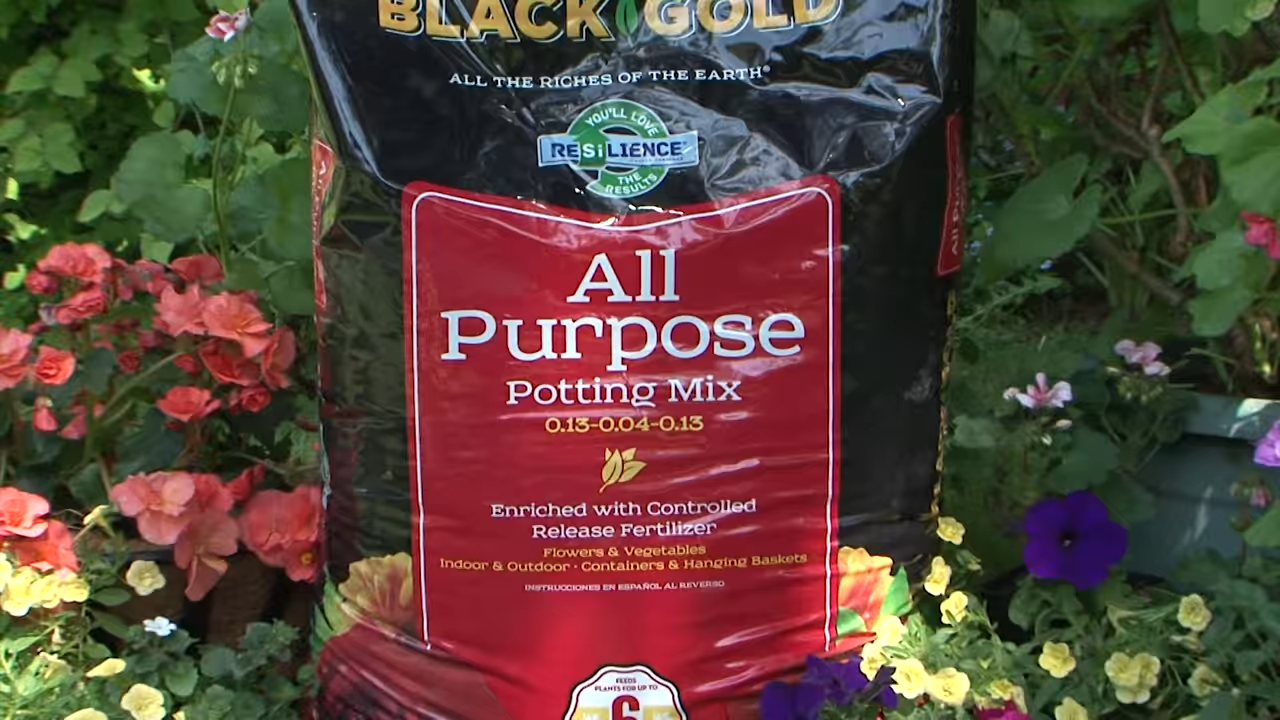 BLACK GOLD
ALL THE RICHES OF THE EARTH®
YOU'LL LOVE
RESiLIENCE
THE
RESULTS
All
Purpose
Potting Mix
0.13-0.04-0.13
Enriched with Controlled
Release Fertilizer
Flowers & Vegetables
Indoor & Outdoor · Containers & Hanging Baskets
INSTRUCCIONES EN ESPAÑOL AL REVERSO
FEEDS
PLANTS FOR UP TO
6